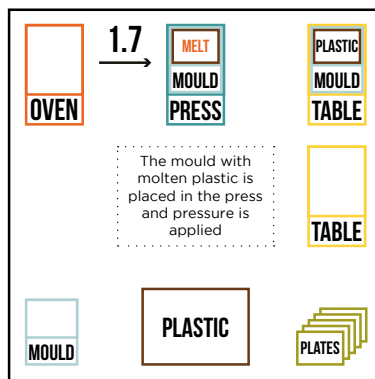 1.7
MELT
PLASTIC
MOULD
MOULD
OVEN
PRESS
TABLE
The mould with
molten plastic is
placed in the press
and pressure is
applied
TABLE
PLASTIC
MOULD
PLATES